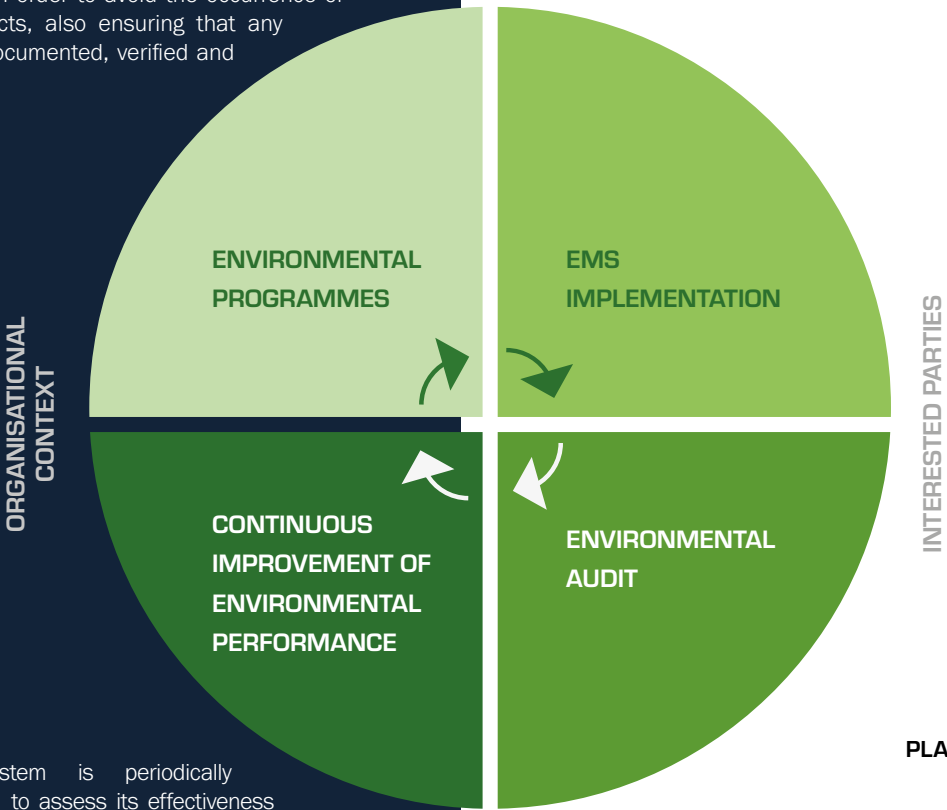 cts, also ensuring that any
ocumented, verified and
ENVIRONMENTAL
PROGRAMMES
EMS
IMPLEMENTATION
ORGANISATIONAL
CONTEXT
INTERESTED PARTIES
CONTINUOUS
IMPROVEMENT OF
ENVIRONMENTAL
PERFORMANCE
ENVIRONMENTAL
AUDIT
PLA
stem is periodically
to assess its effectiveness